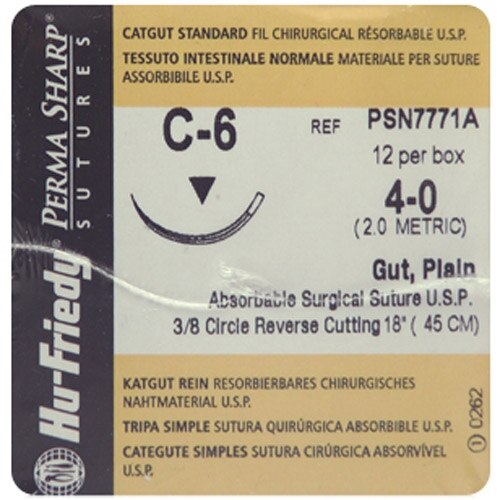 Hu-Friedy® PERMA SHARP®
SUTURES
CATGUT STANDARD FIL CHIRURGICAL RÉSORBABLE U.S.P.
TESSUTO INTESTINALE NORMALE MATERIALE PER SUTURE
ASSORBIBILE U.S.P.
C-6
REF PSN7771A
12 per box
4-0
(2.0 METRIC)
Gut, Plain
Absorbable Surgical Suture U.S.P.
3/8 Circle Reverse Cutting 18" ( 45 CM)
KATGUT REIN RESORBIERBARES CHIRURGISCHES
NAHTMATERIAL U.S.P.
TRIPA SIMPLE SUTURA QUIRÚRGICA ABSORBIBLE U.S.P.
CATEGUTE SIMPLES SUTURA CIRÚRGICA ABSORVÍVEL
U.S.P.
0262